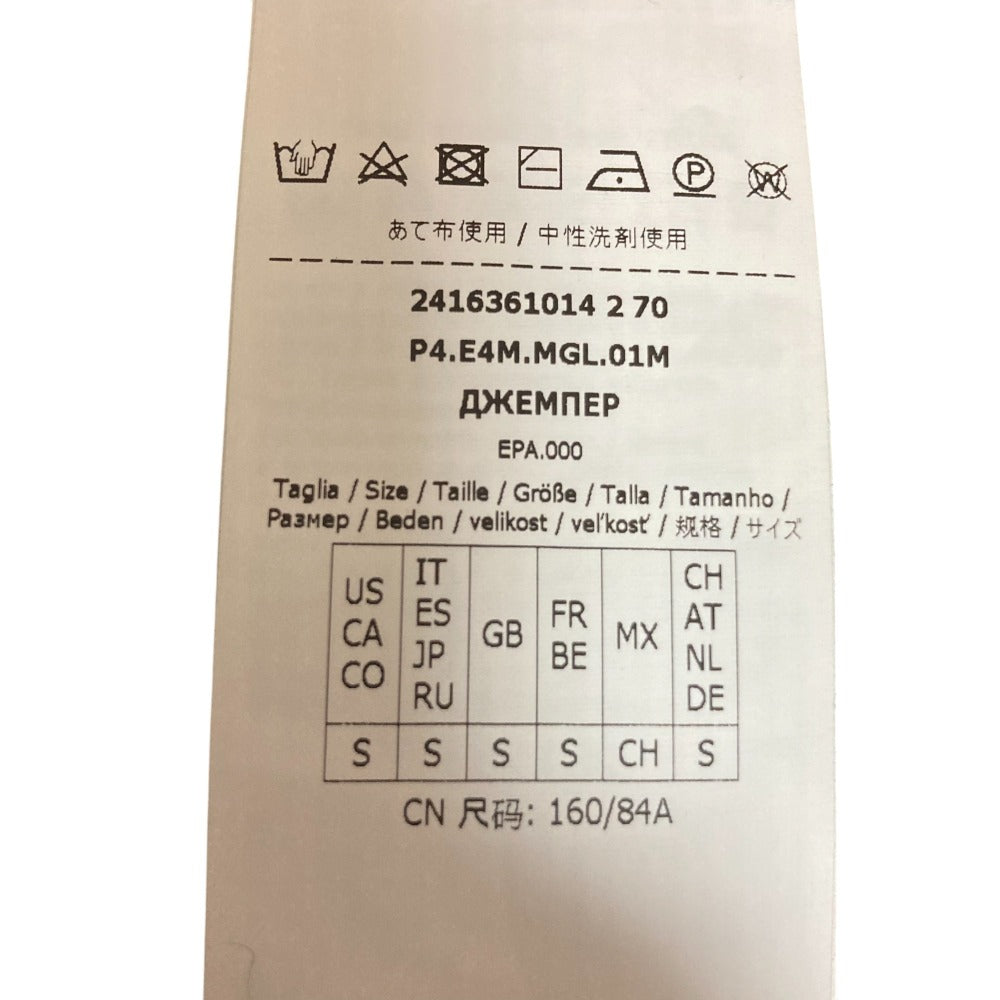 P W
あて布使用 / 中性洗剤使用
2416361014 2 70
P4.E4M.MGL.01M
ДЖЕМПЕР
EPA.000
Taglia / Size / Taille / Größe / Talla / Tamanho /
Размер / Beden / velikost / veľkosť / 规格 / サイズ
US CA CO IT ES JP RU GB FR BE MX CH AT NL DE
S S S S CH S
CN 尺码: 160/84A